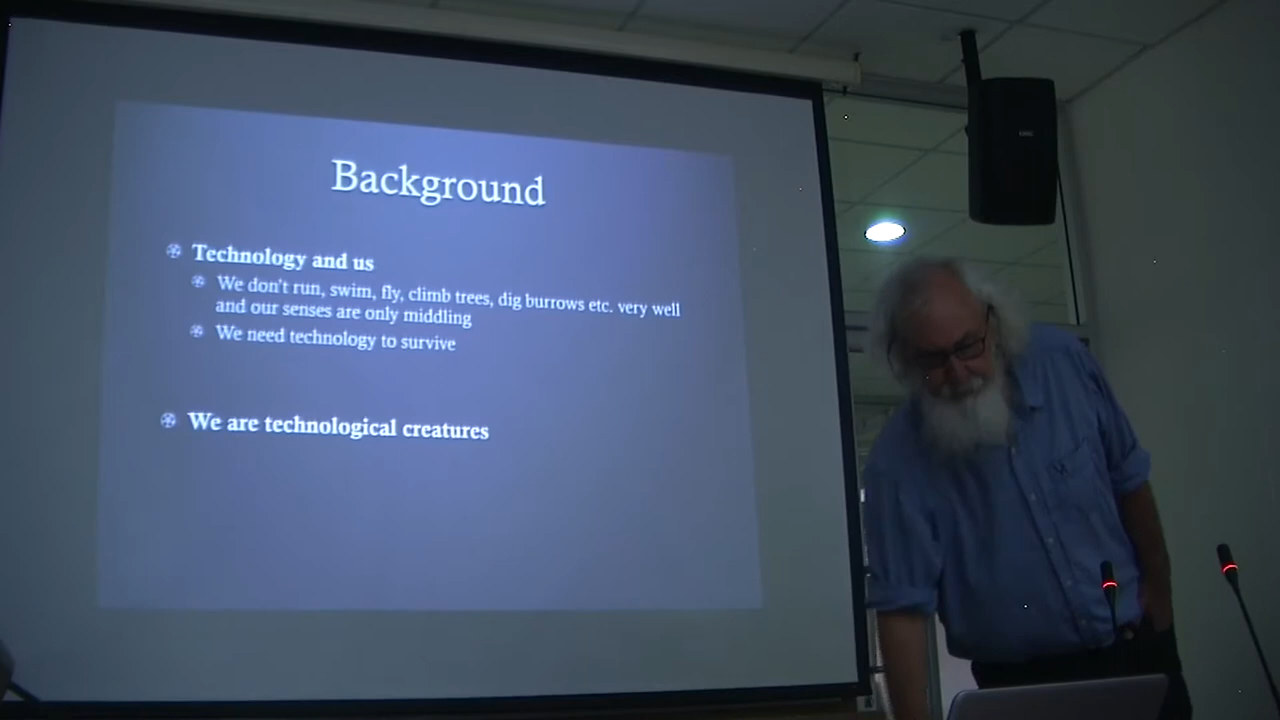 Background
Technology and us
We don't run, swim, fly, climb trees, dig burrows etc. very well
and our senses are only middling
We need technology to survive
We are technological creatures